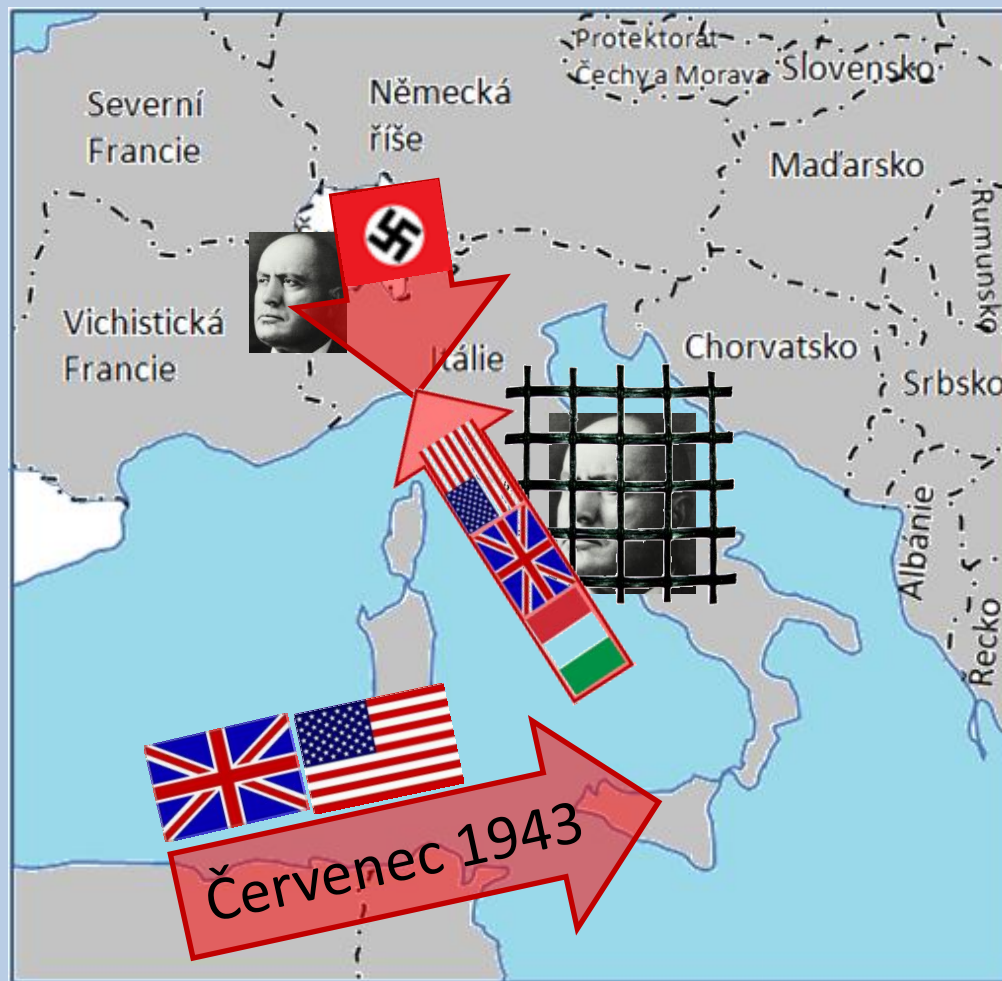 Protektorát
Čechy a Morava
Slovensko
Severní
Francie
Německá
říše
Maďarsko
Rumunsko
Vichistická
Francie
Itálie
Chorvatsko
Srbsko
Albánie
Řecko
Červenec 1943